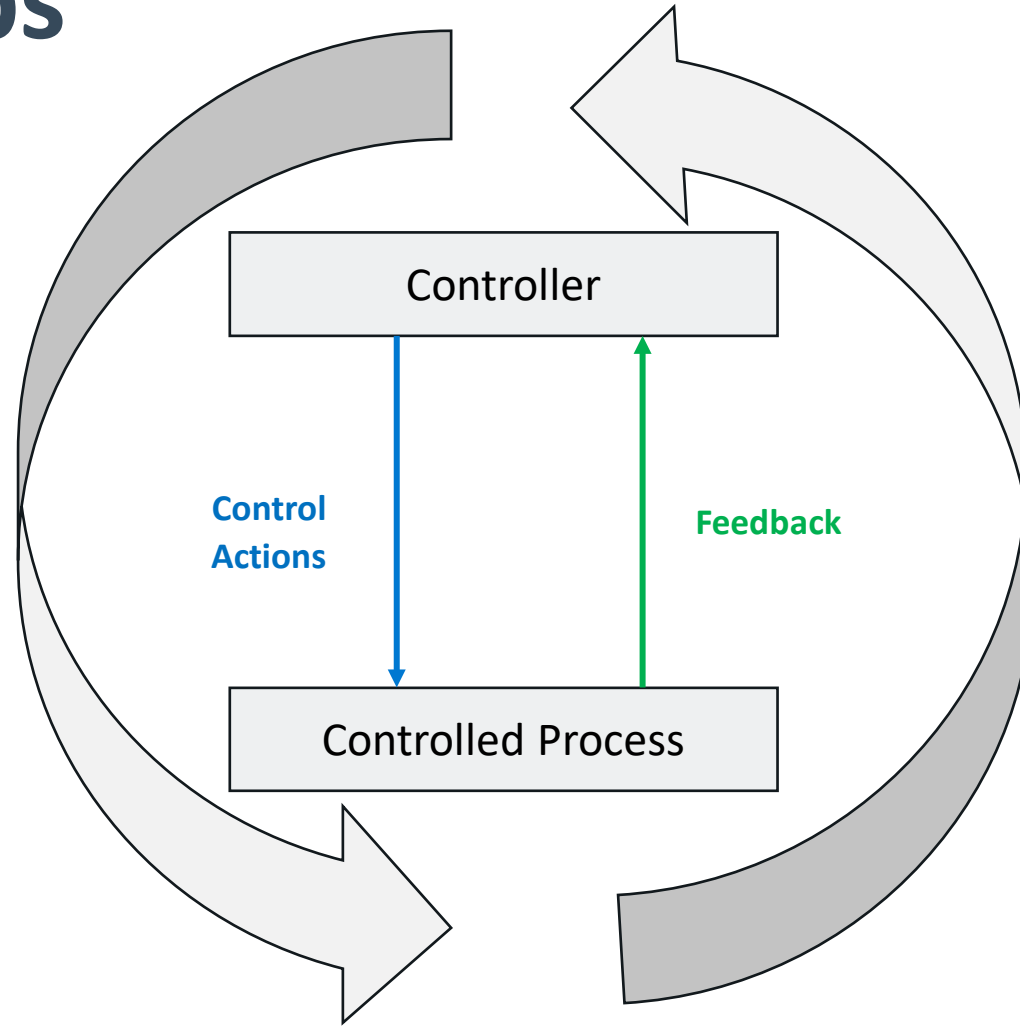 Controller
Control
Actions
Feedback
Controlled Process